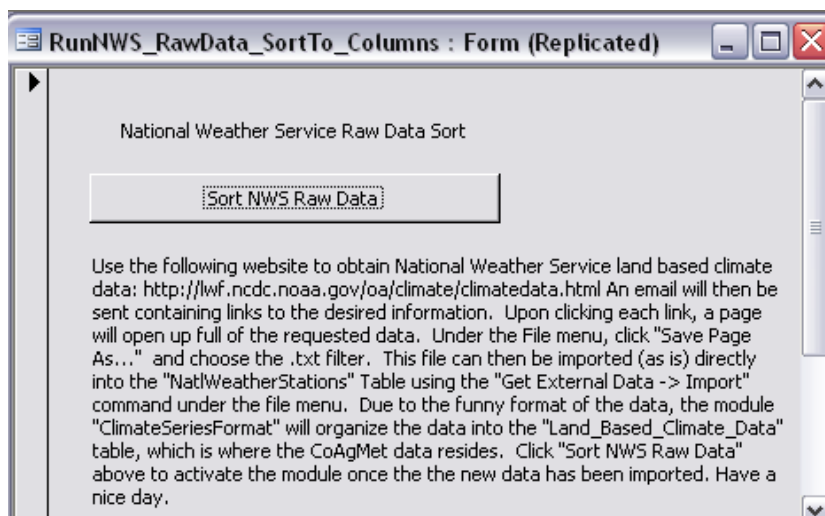 RunNWS_RawData_SortTo_Columns : Form (Replicated)
National Weather Service Raw Data Sort
Sort NWS Raw Data
Use the following website to obtain National Weather Service land based climate
data: http://lwf.ncdc.noaa.gov/oa/climate/climatedata.html An email will then be
sent containing links to the desired information.  Upon clicking each link, a page
will open up full of the requested data.  Under the File menu, click "Save Page
As..."  and choose the .txt filter.  This file can then be imported (as is) directly
into the "NatlWeatherStations" Table using the "Get External Data -> Import"
command under the file menu.  Due to the funny format of the data, the module
"ClimateSeriesFormat" will organize the data into the "Land_Based_Climate_Data"
table, which is where the CoAgMet data resides.  Click "Sort NWS Raw Data"
above to activate the module once the the new data has been imported. Have a
nice day.